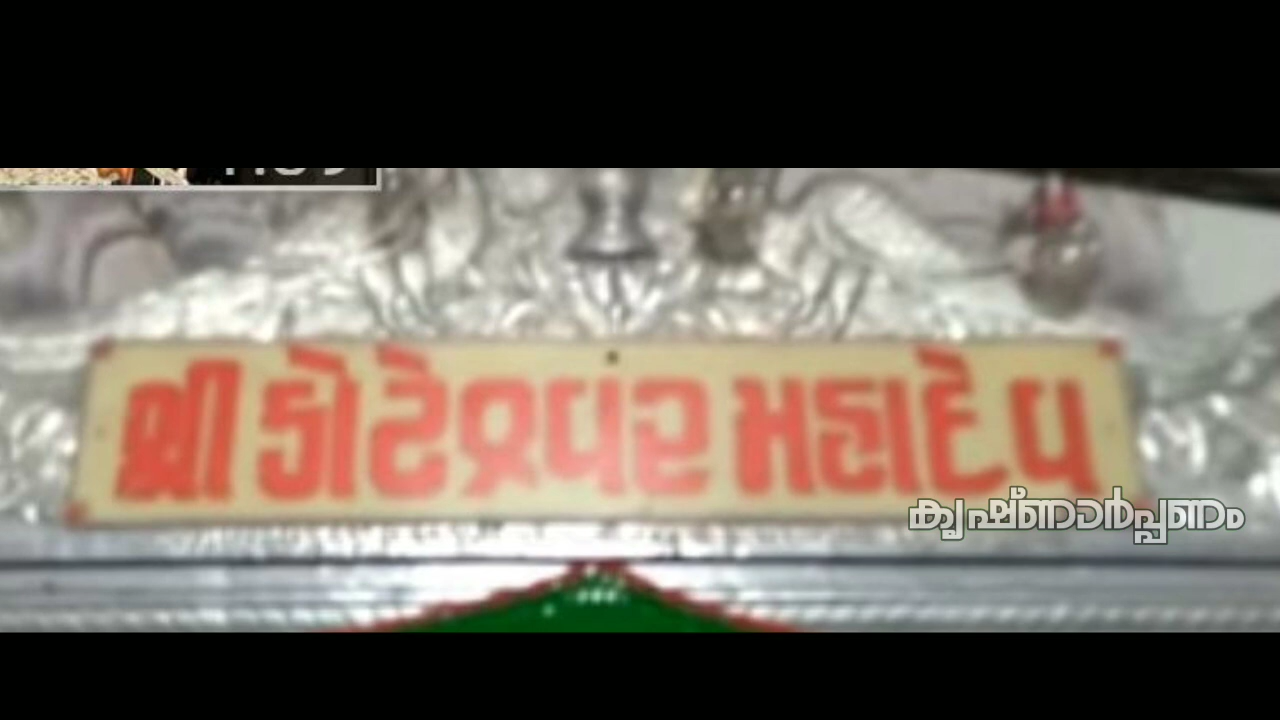 શ્રી કોટેશ્વર મહાદેવ
കൃഷ്ണാർപ്പണം